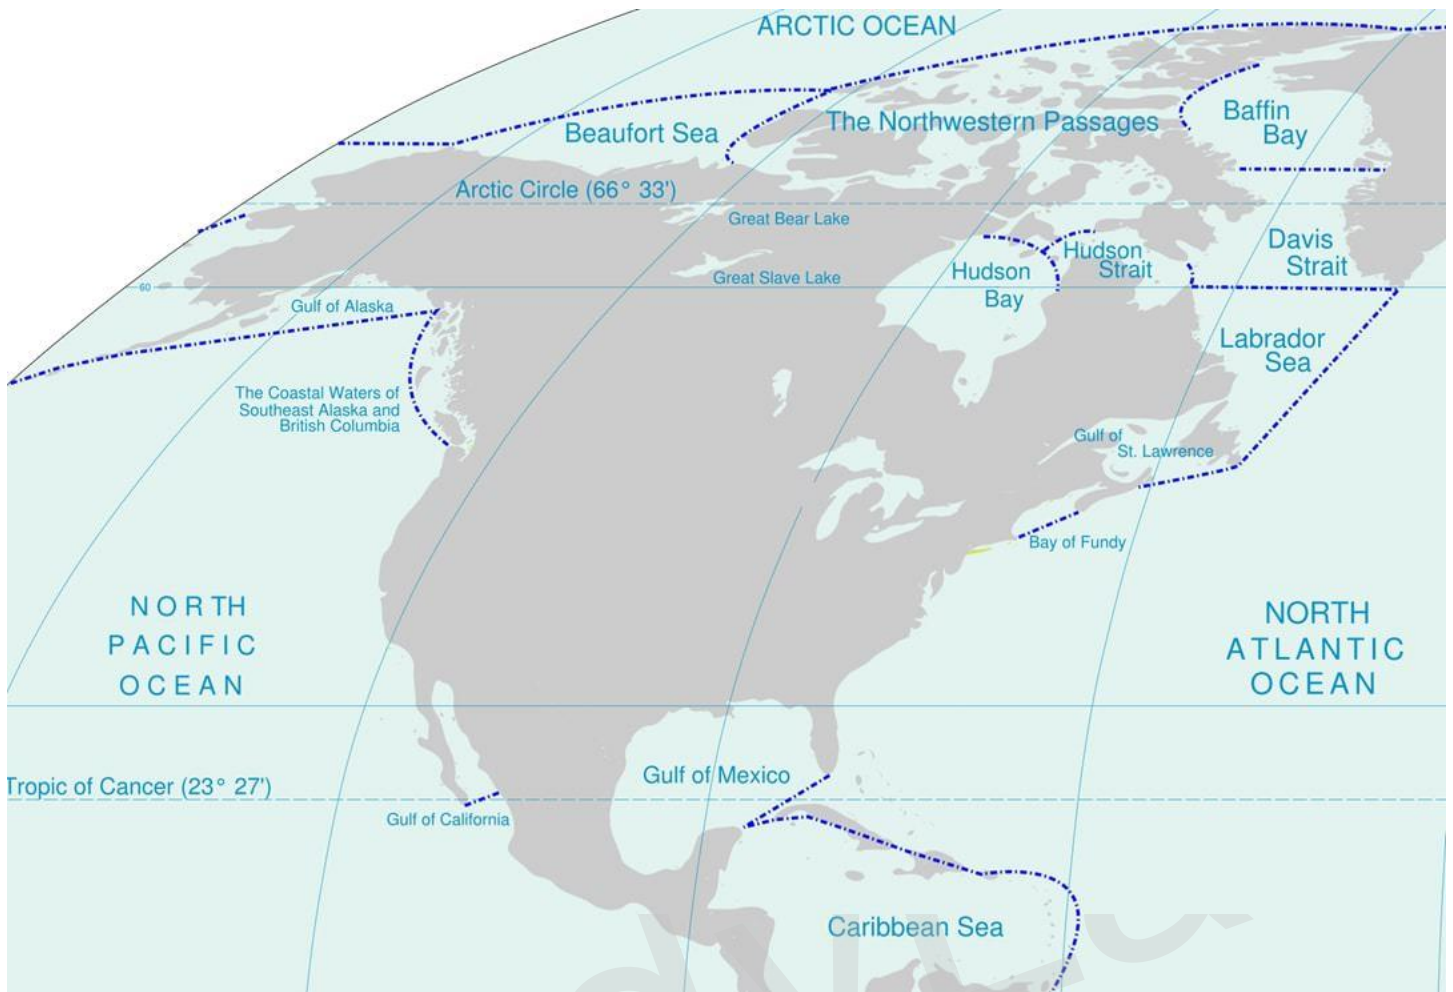 ARCTIC OCEAN
Beaufort Sea
The Northwestern Passages
Baffin
Bay
Arctic Circle (66° 33')
Great Bear Lake
Hudson
Strait
Davis
Strait
Great Slave Lake
Hudson
Bay
60
Gulf of Alaska
Labrador
Sea
The Coastal Waters of
Southeast Alaska and
British Columbia
Gulf of
St. Lawrence
Bay of Fundy
NORTH
PACIFIC
OCEAN
NORTH
ATLANTIC
OCEAN
Gulf of Mexico
Tropic of Cancer (23° 27')
Gulf of California
Caribbean Sea